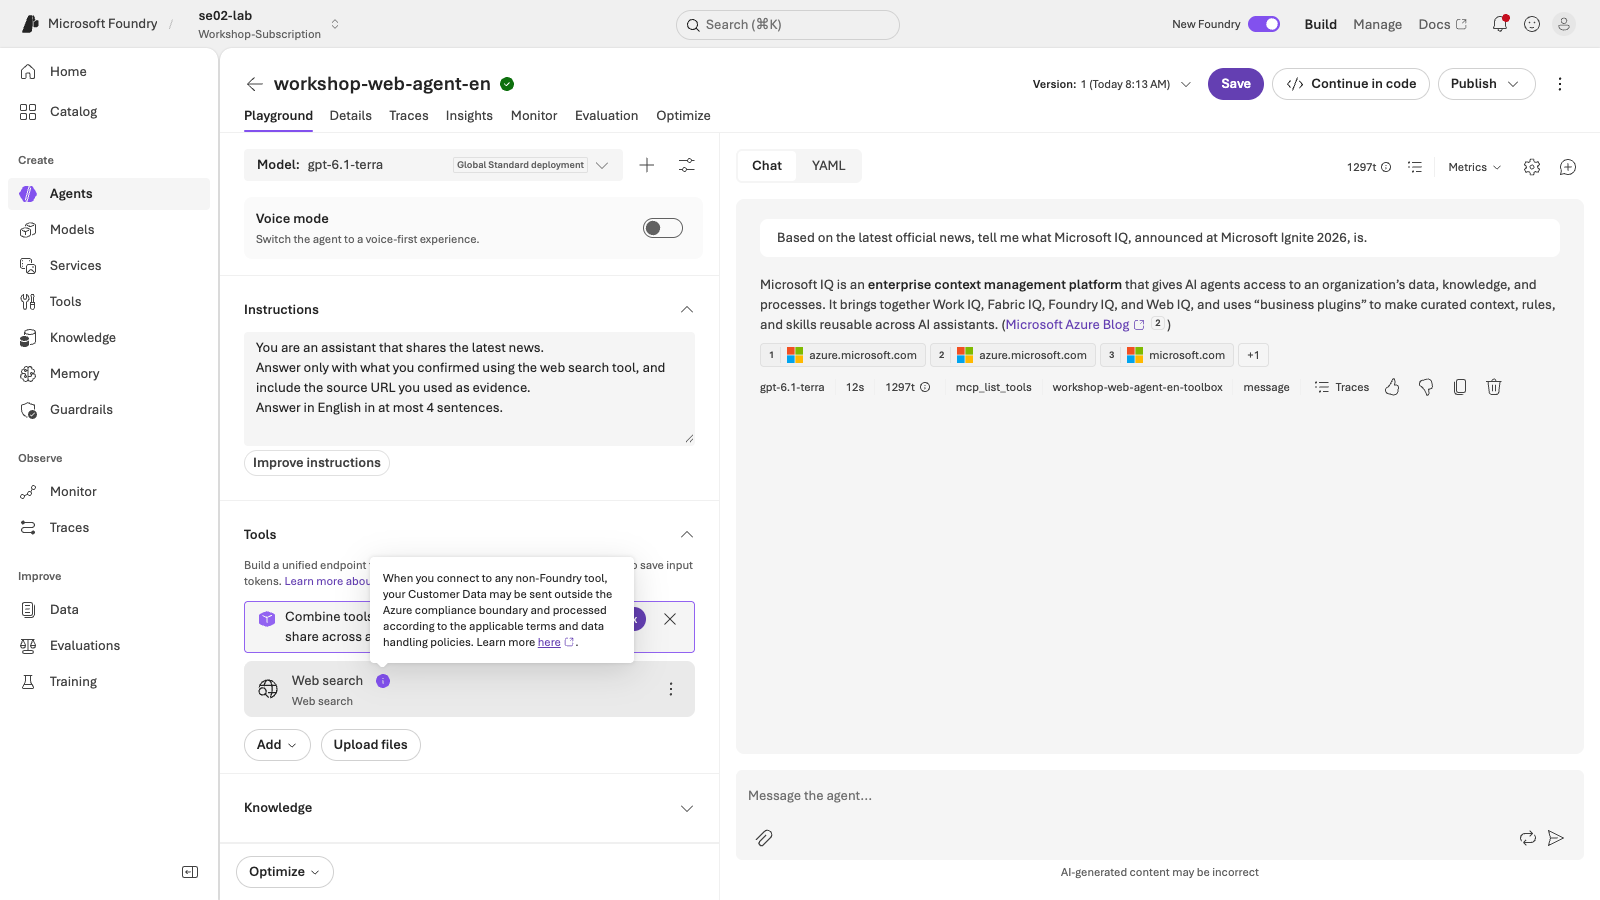 Microsoft Foundry
/
se02-lab
Workshop-Subscription
Search (⌘K)
New Foundry
Build
Manage
Docs
Home
Catalog
Create
Agents
Models
Services
Tools
Knowledge
Memory
Guardrails
Observe
Monitor
Traces
Improve
Data
Evaluations
Training
workshop-web-agent-en
Version: 1 (Today 8:13 AM)
Save
Continue in code
Publish
Playground
Details
Traces
Insights
Monitor
Evaluation
Optimize
Model: gpt-6.1-terra
Global Standard deployment
Voice mode
Switch the agent to a voice-first experience.
Instructions
You are an assistant that shares the latest news.
Answer only with what you confirmed using the web search tool, and
include the source URL you used as evidence.
Answer in English in at most 4 sentences.
Improve instructions
Tools
Build a unified endpoint
save input
tokens. Learn more
Combine tools
share across
When you connect to any non-Foundry tool,
your Customer Data may be sent outside the
Azure compliance boundary and processed
according to the applicable terms and data
handling policies. Learn more here .
Web search
Web search
Add
Upload files
Knowledge
Optimize
Chat
YAML
1297t
Metrics
Based on the latest official news, tell me what Microsoft IQ, announced at Microsoft Ignite 2026, is.
Microsoft IQ is an enterprise context management platform that gives AI agents access to an organization’s data, knowledge, and
processes. It brings together Work IQ, Fabric IQ, Foundry IQ, and Web IQ, and uses “business plugins” to make curated context, rules,
and skills reusable across AI assistants. (Microsoft Azure Blog 2 )
1 azure.microsoft.com
2 azure.microsoft.com
3 microsoft.com
+1
gpt-6.1-terra
12s
1297t
mcp_list_tools
workshop-web-agent-en-toolbox
message
Traces
Message the agent...
AI-generated content may be incorrect